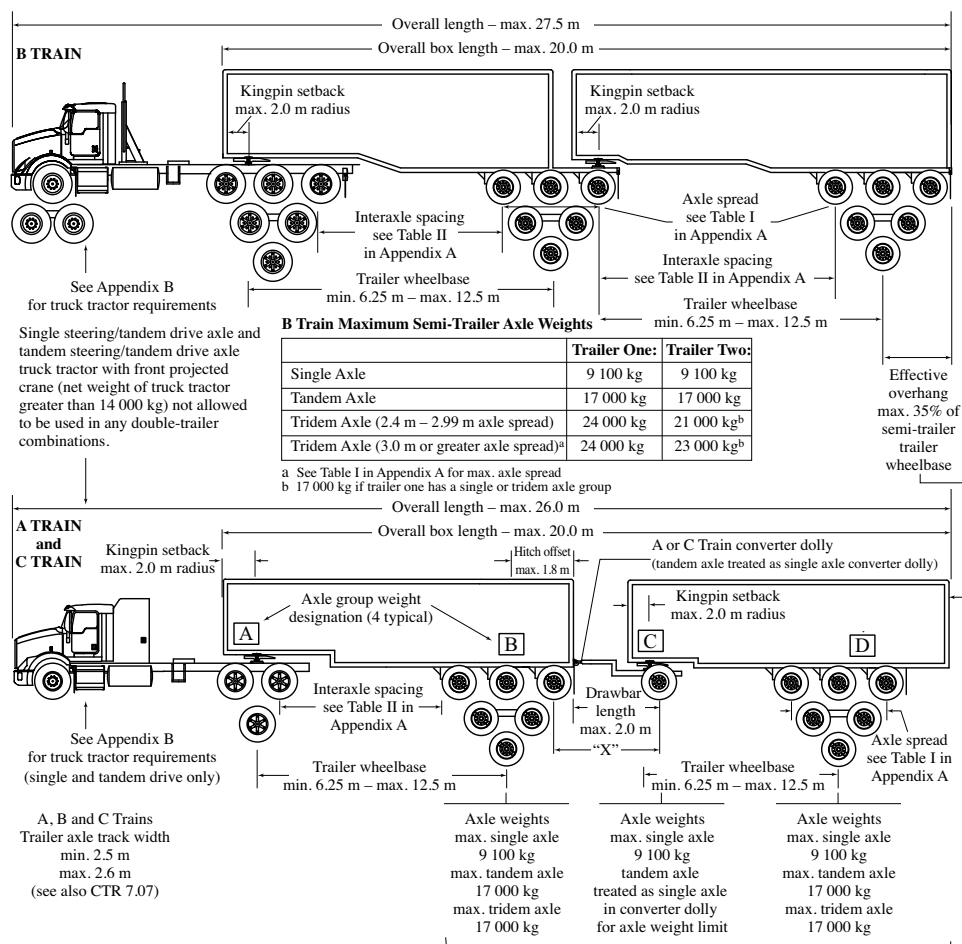 Overall length – max. 27.5 m
B TRAIN
Overall box length – max. 20.0 m
Kingpin setback
max. 2.0 m radius
Kingpin setback
max. 2.0 m radius
Interaxle spacing
see Table II
in Appendix A
Axle spread
see Table I
in Appendix A
Interaxle spacing
see Table II in Appendix A
See Appendix B
for truck tractor requirements
Trailer wheelbase
min. 6.25 m – max. 12.5 m
Trailer wheelbase
min. 6.25 m – max. 12.5 m
Single steering/tandem drive axle and
tandem steering/tandem drive axle
truck tractor with front projected
crane (net weight of truck tractor
greater than 14 000 kg) not allowed
to be used in any double-trailer
combinations.
B Train Maximum Semi-Trailer Axle Weights
Trailer One: Trailer Two:
Single Axle 9 100 kg 9 100 kg
Tandem Axle 17 000 kg 17 000 kg
Tridem Axle (2.4 m – 2.99 m axle spread) 24 000 kg 21 000 kgb
Tridem Axle (3.0 m or greater axle spread)a 24 000 kg 23 000 kgb
a See Table I in Appendix A for max. axle spread
b 17 000 kg if trailer one has a single or tridem axle group
Effective
overhang
max. 35% of
semi-trailer
trailer
wheelbase
Overall length – max. 26.0 m
A TRAIN
and
C TRAIN
Overall box length – max. 20.0 m
Kingpin setback
max. 2.0 m radius
Hitch offset
max. 1.8 m
A or C Train converter dolly
(tandem axle treated as single axle converter dolly)
Axle group weight
designation (4 typical)
Kingpin setback
max. 2.0 m radius
A
B
C
D
Interaxle spacing
see Table II in
Appendix A
Drawbar
length
max. 2.0 m
“X”
See Appendix B
for truck tractor requirements
(single and tandem drive only)
Axle spread
see Table I in
Appendix A
Trailer wheelbase
min. 6.25 m – max. 12.5 m
Trailer wheelbase
min. 6.25 m – max. 12.5 m
A, B and C Trains
Trailer axle track width
min. 2.5 m
max. 2.6 m
(see also CTR 7.07)
Axle weights
max. single axle
9 100 kg
max. tandem axle
17 000 kg
max. tridem axle
17 000 kg
Axle weights
max. single axle
9 100 kg
tandem axle
treated as single axle
in converter dolly
for axle weight limit
Axle weights
max. single axle
9 100 kg
max. tandem axle
17 000 kg
max. tridem axle
17 000 kg